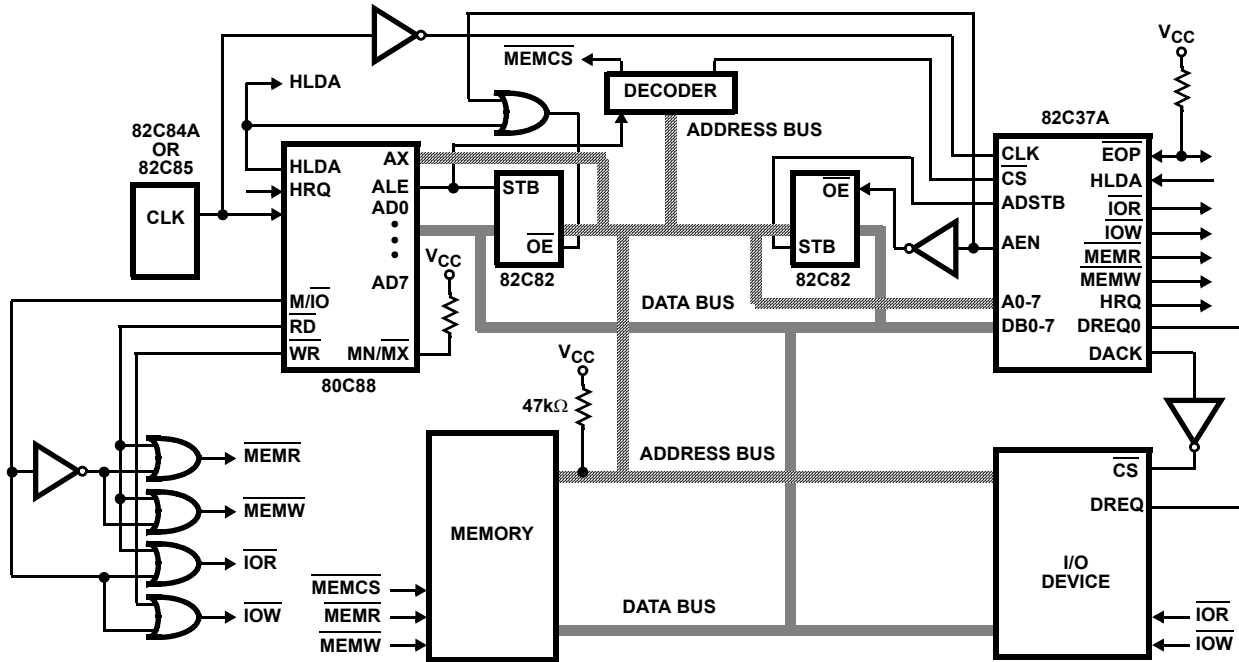 V_CC
MEMCS
HLDA
DECODER
82C37A
82C84A
OR
82C85
ADDRESS BUS
CLK
HLDA
HRQ
AX
ALE
AD0
AD7
M/IO
RD
WR
MN/MX
80C88
STB
OE
82C82
V_CC
OE
STB
82C82
CLK
CS
ADSTB
AEN
A0-7
DB0-7
EOP
HLDA
IOR
IOW
MEMR
MEMW
HRQ
DREQ0
DACK
DATA BUS
V_CC
47kΩ
ADDRESS BUS
MEMR
MEMW
IOR
IOW
MEMORY
MEMCS
MEMR
MEMW
DATA BUS
CS
DREQ
I/O
DEVICE
IOR
IOW